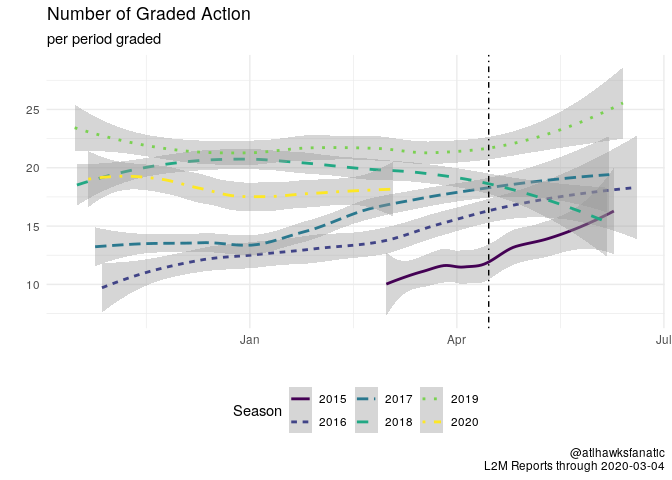 Number of Graded Action
per period graded
25
20
15
10
Jan
Apr
Jul
Season
2015
2017
2019
2016
2018
2020
@atlhawksfanatic
L2M Reports through 2020-03-04